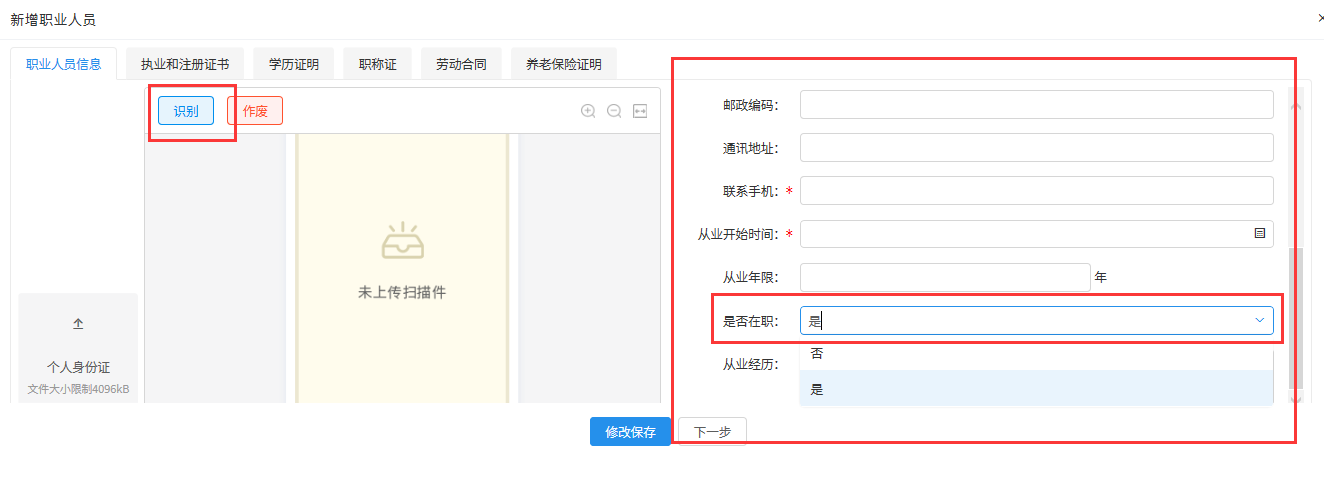 新增职业人员
职业人员信息 执业和注册证书 学历证明 职称证 劳动合同 养老保险证明
识别 作废
未上传扫描件
个人身份证
文件大小限制4096kB
邮政编码：
通讯地址：
联系手机：*
从业开始时间：*
从业年限： 年
是否在职： 是
否
从业经历：
是
修改保存 下一步